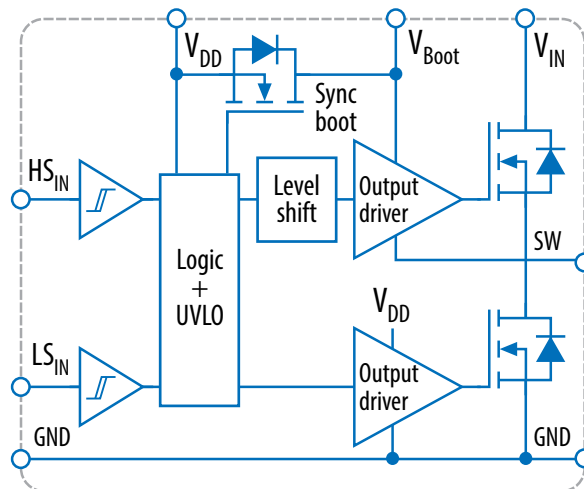 V_DD
V_Boot
V_IN
Sync
boot
HS_IN
Level
shift
Output
driver
SW
Logic
+
UVLO
V_DD
LS_IN
Output
driver
GND
GND